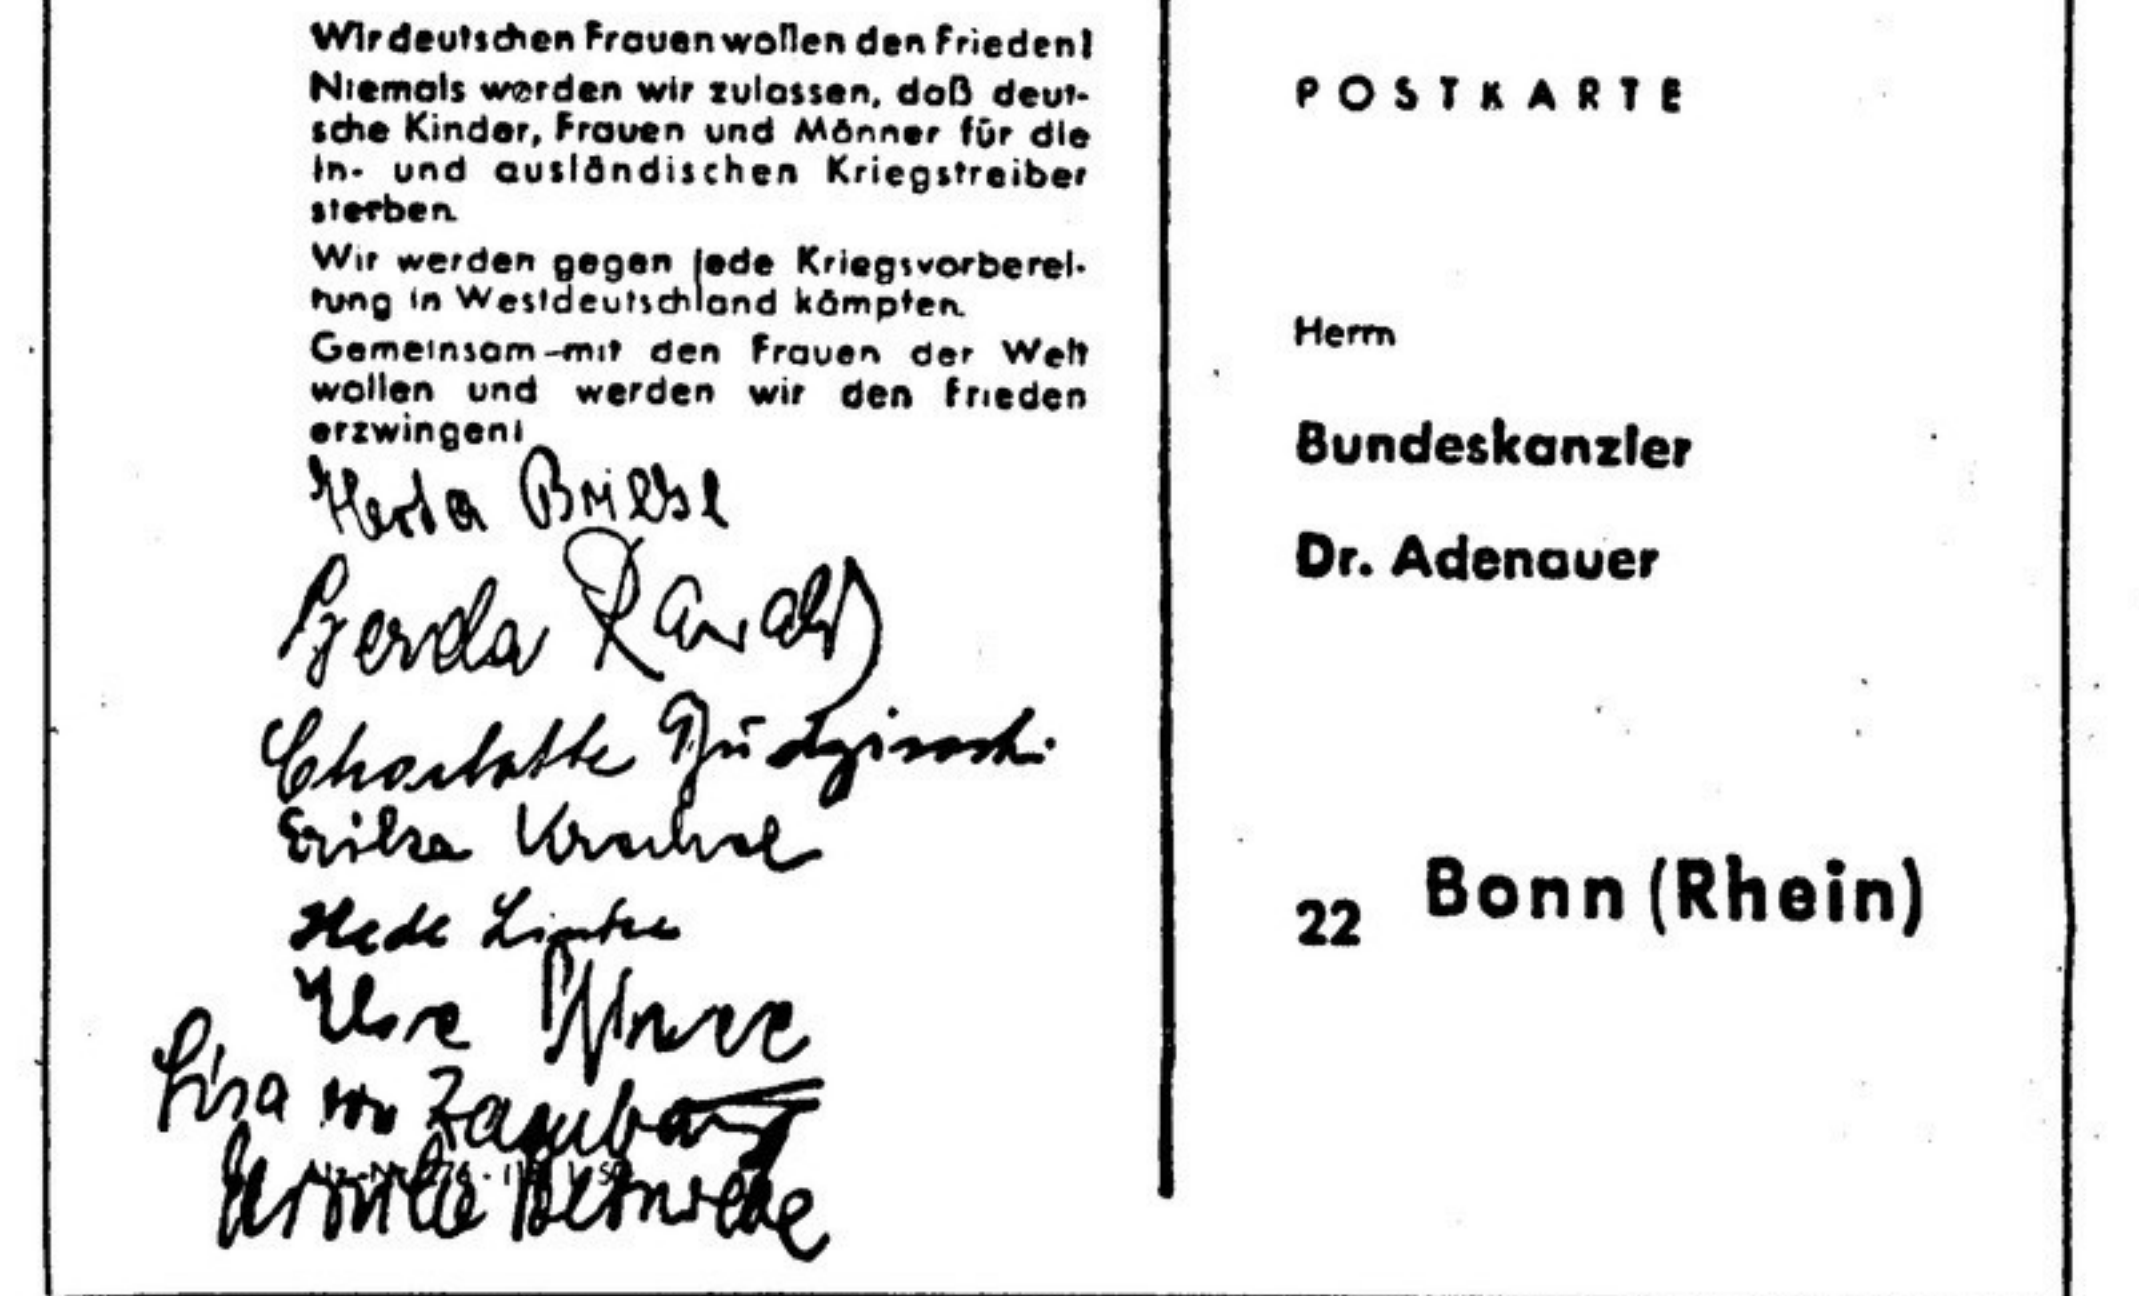 Wir deutschen Frauen wollen den Frieden!
Niemals werden wir zulassen, daß deut-
sche Kinder, Frauen und Männer für die
in- und ausländischen Kriegstreiber
sterben.
Wir werden gegen jede Kriegsvorberei-
tung in Westdeutschland kämpfen.
Gemeinsam mit den Frauen der Welt
wollen und werden wir den Frieden
erzwingen!
Herta
Gerda
Charlotte
Erika
Hede
Lisa von
POSTKARTE
Herrn
Bundeskanzler
Dr. Adenauer
22 Bonn (Rhein)